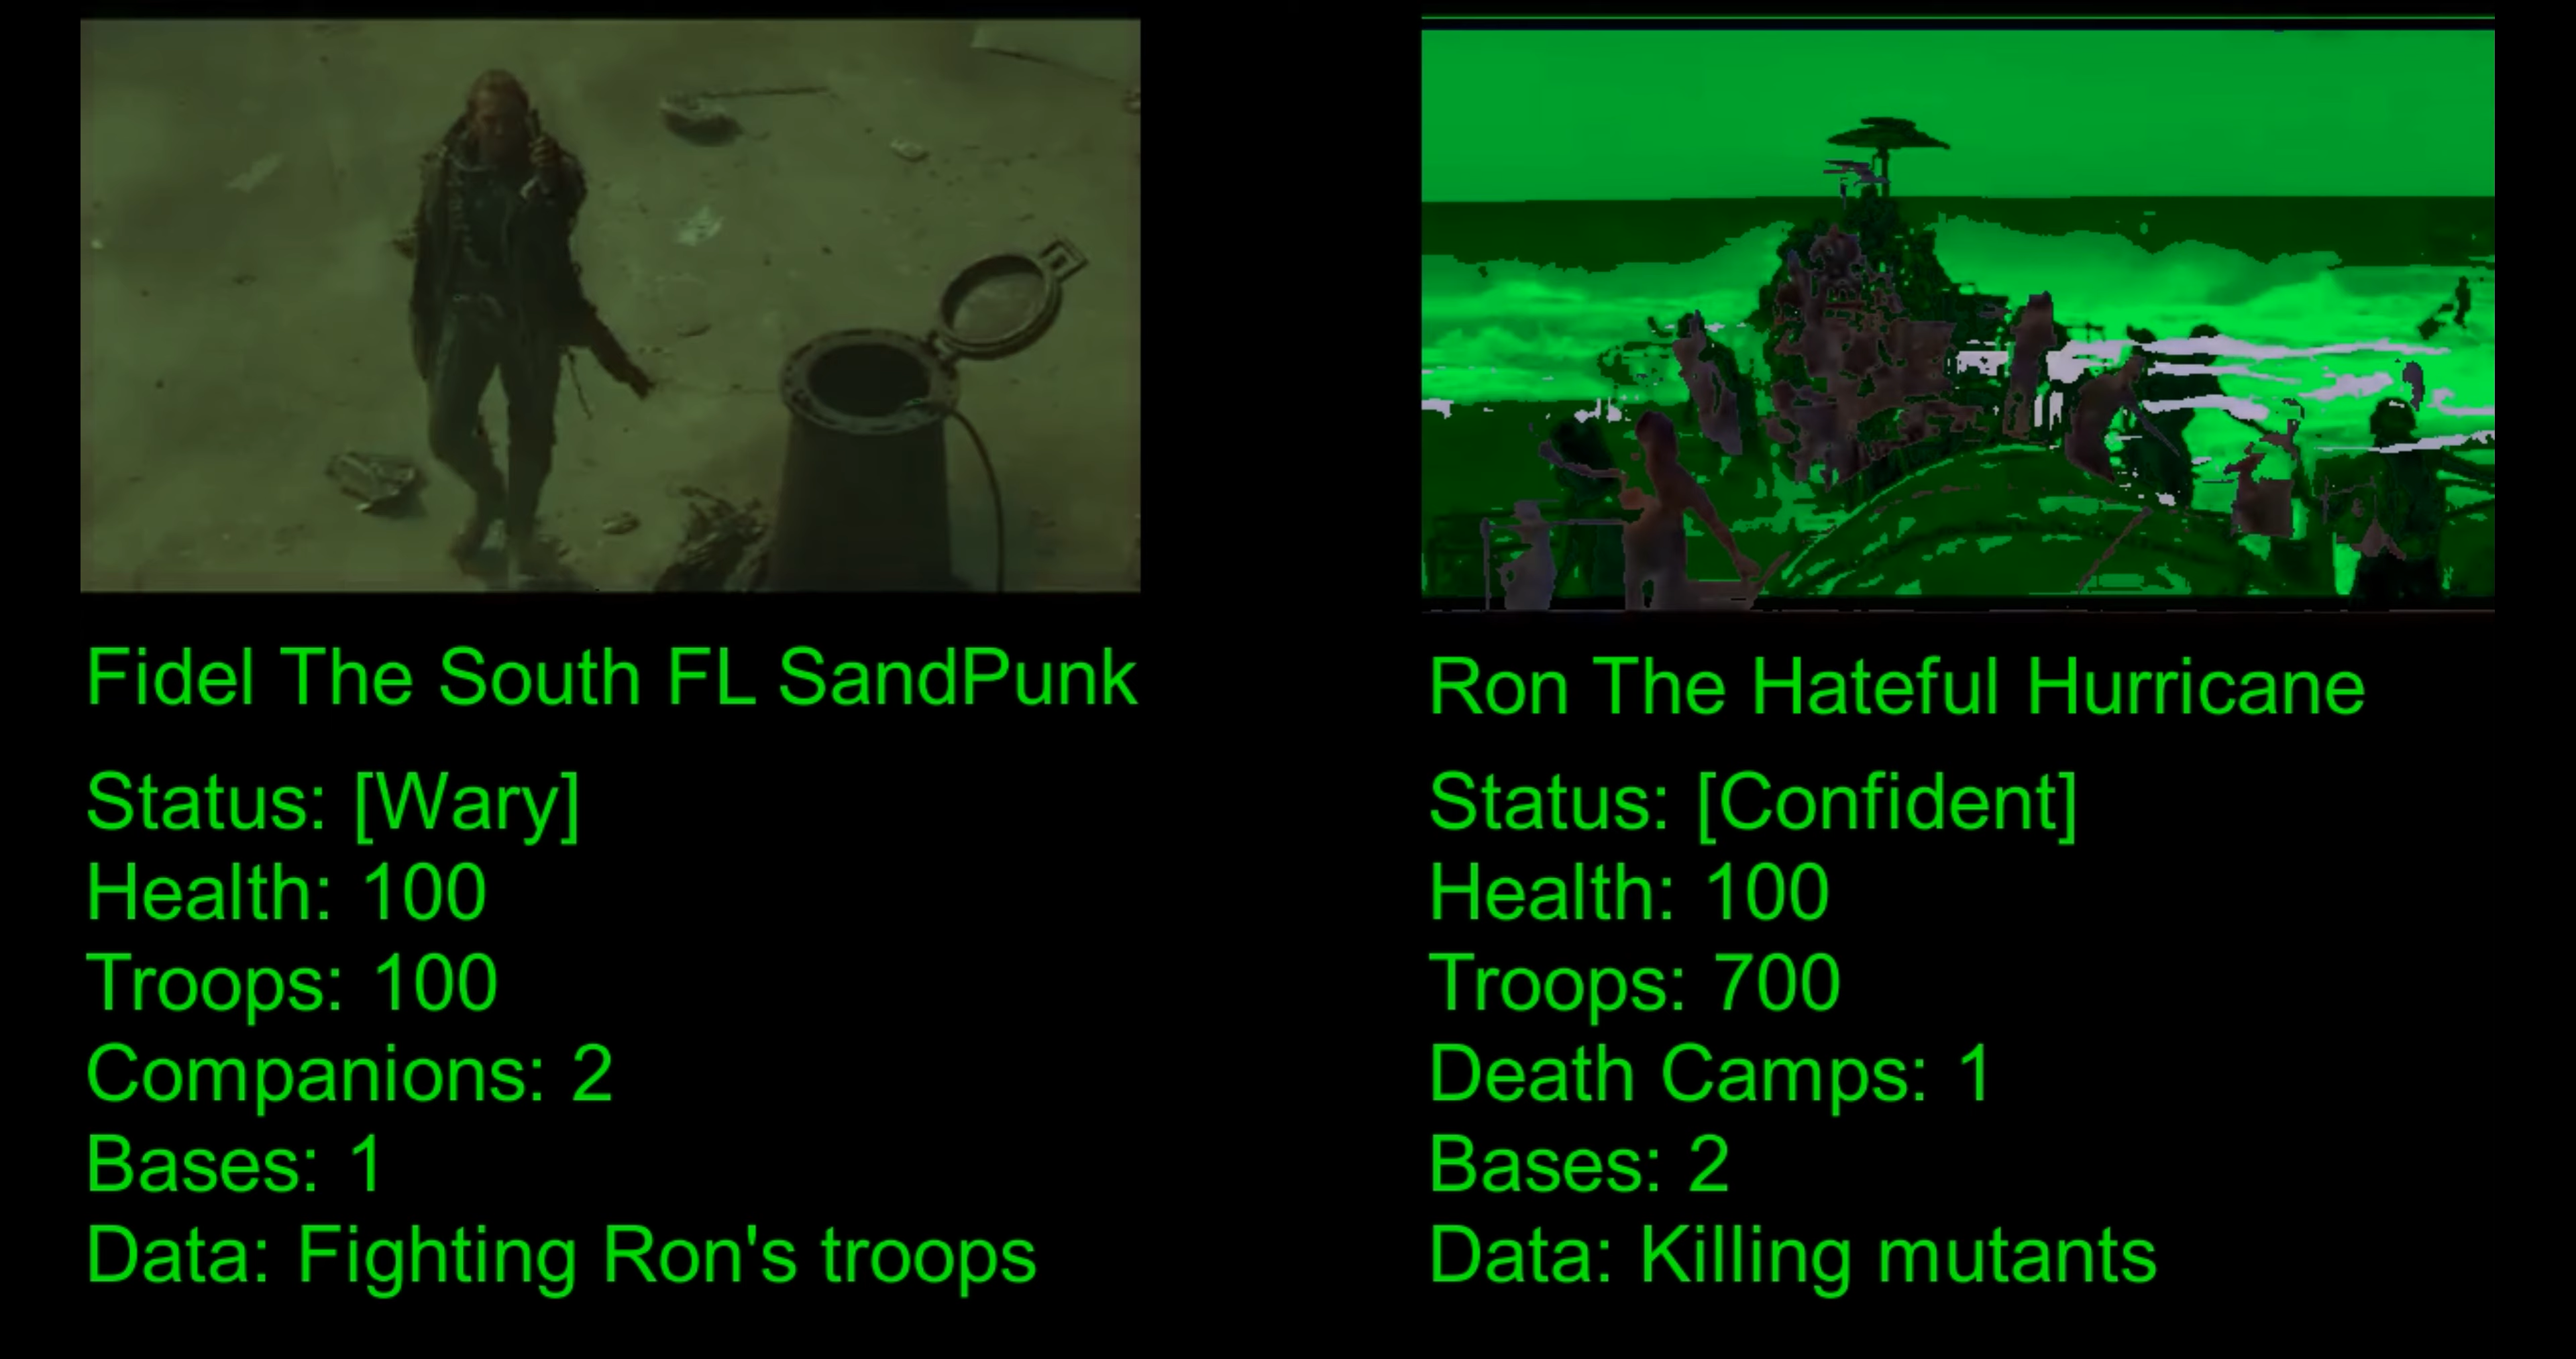 Fidel The South FL SandPunk
Status: [Wary]
Health: 100
Troops: 100
Companions: 2
Bases: 1
Data: Fighting Ron's troops
Ron The Hateful Hurricane
Status: [Confident]
Health: 100
Troops: 700
Death Camps: 1
Bases: 2
Data: Killing mutants